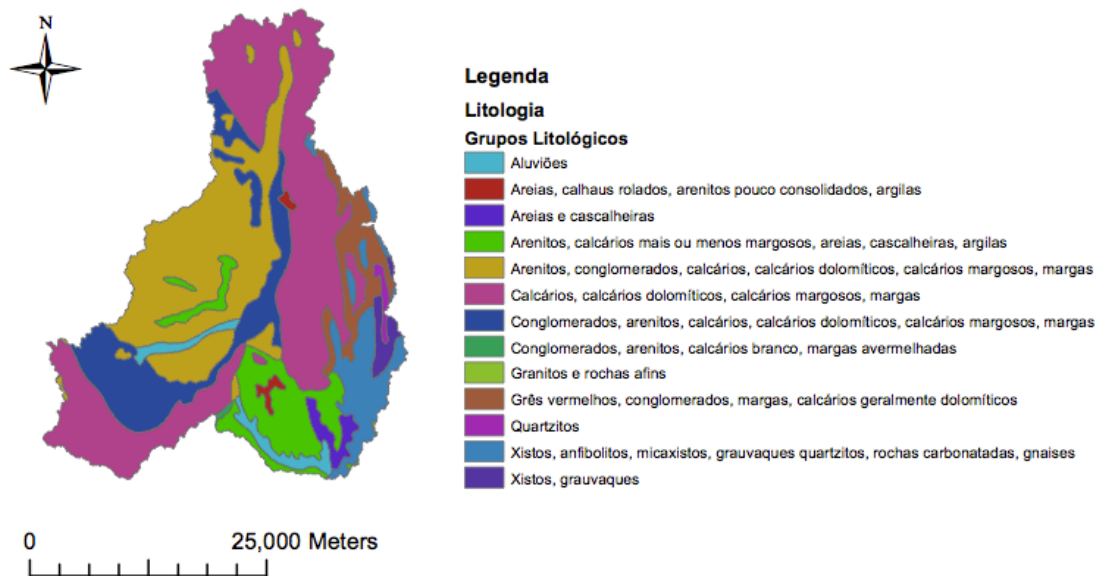 N
Legenda
Litologia
Grupos Litológicos
Aluviões
Areias, calhaus rolados, arenitos pouco consolidados, argilas
Areias e cascalheiras
Arenitos, calcários mais ou menos margosos, areias, cascalheiras, argilas
Arenitos, conglomerados, calcários, calcários dolomíticos, calcários margosos, margas
Calcários, calcários dolomíticos, calcários margosos, margas
Conglomerados, arenitos, calcários, calcários dolomíticos, calcários margosos, margas
Conglomerados, arenitos, calcários branco, margas avermelhadas
Granitos e rochas afins
Grês vermelhos, conglomerados, margas, calcários geralmente dolomíticos
Quartzitos
Xistos, anfibolitos, micaxistos, grauvaques quartzitos, rochas carbonatadas, gnaises
Xistos, grauvaques
0 25,000 Meters